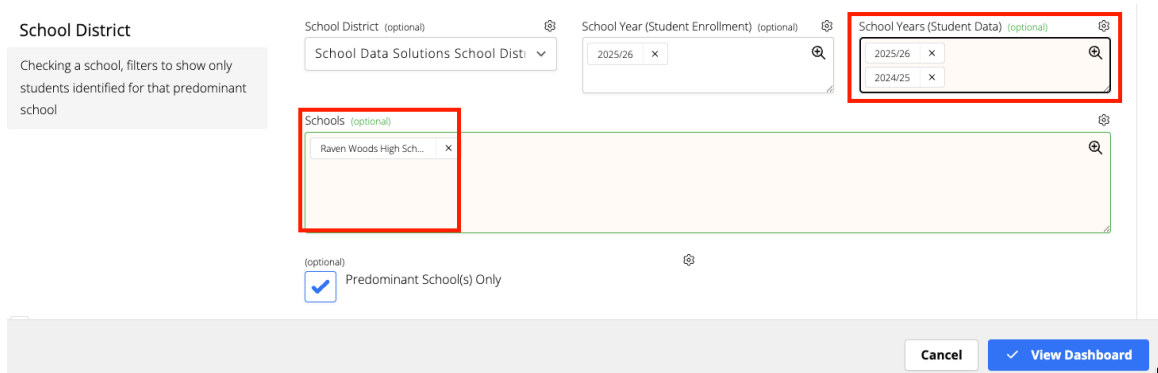 School District
Checking a school, filters to show only
students identified for that predominant
school
School District (optional)
School Data Solutions School Distr
School Year (Student Enrollment) (optional)
2025/26 ×
School Years (Student Data) (optional)
2025/26 ×
2024/25 ×
Schools (optional)
Raven Woods High Sch... ×
(optional)
Predominant School(s) Only
Cancel
View Dashboard